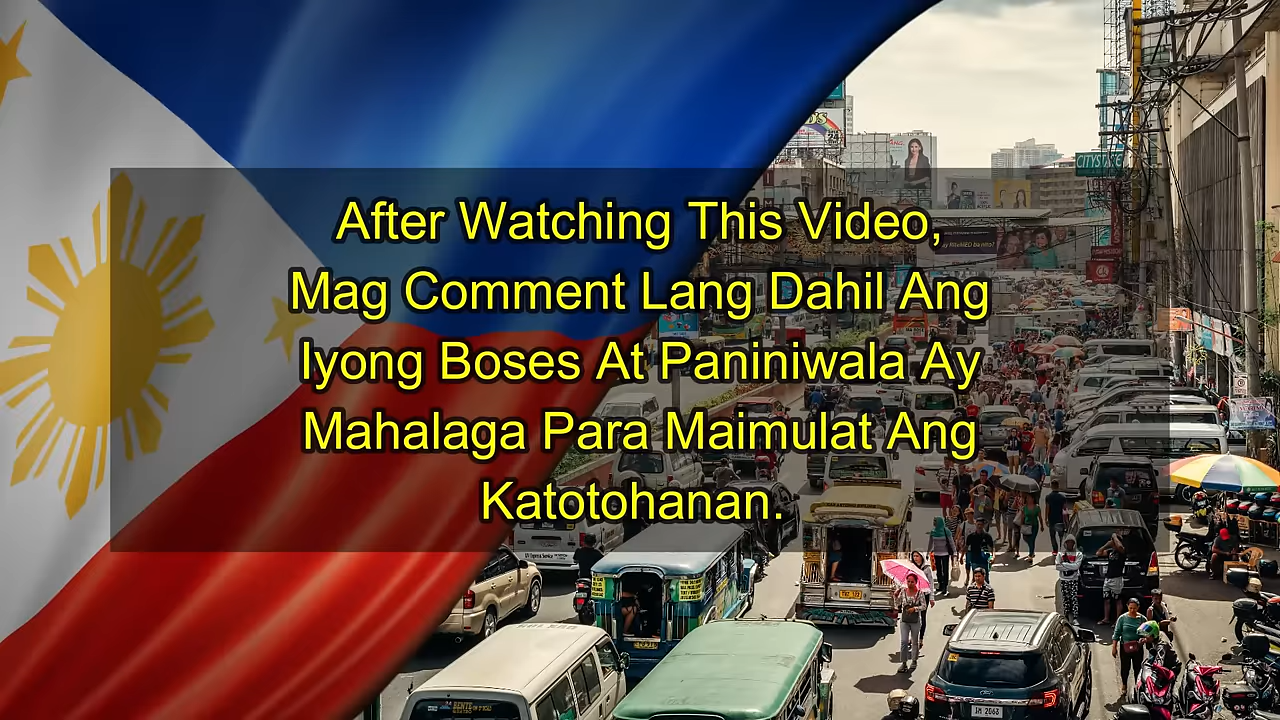 After Watching This Video,
Mag Comment Lang Dahil Ang
Iyong Boses At Paniniwala Ay
Mahalaga Para Maimulat Ang
Katotohanan.
CITYSTATE